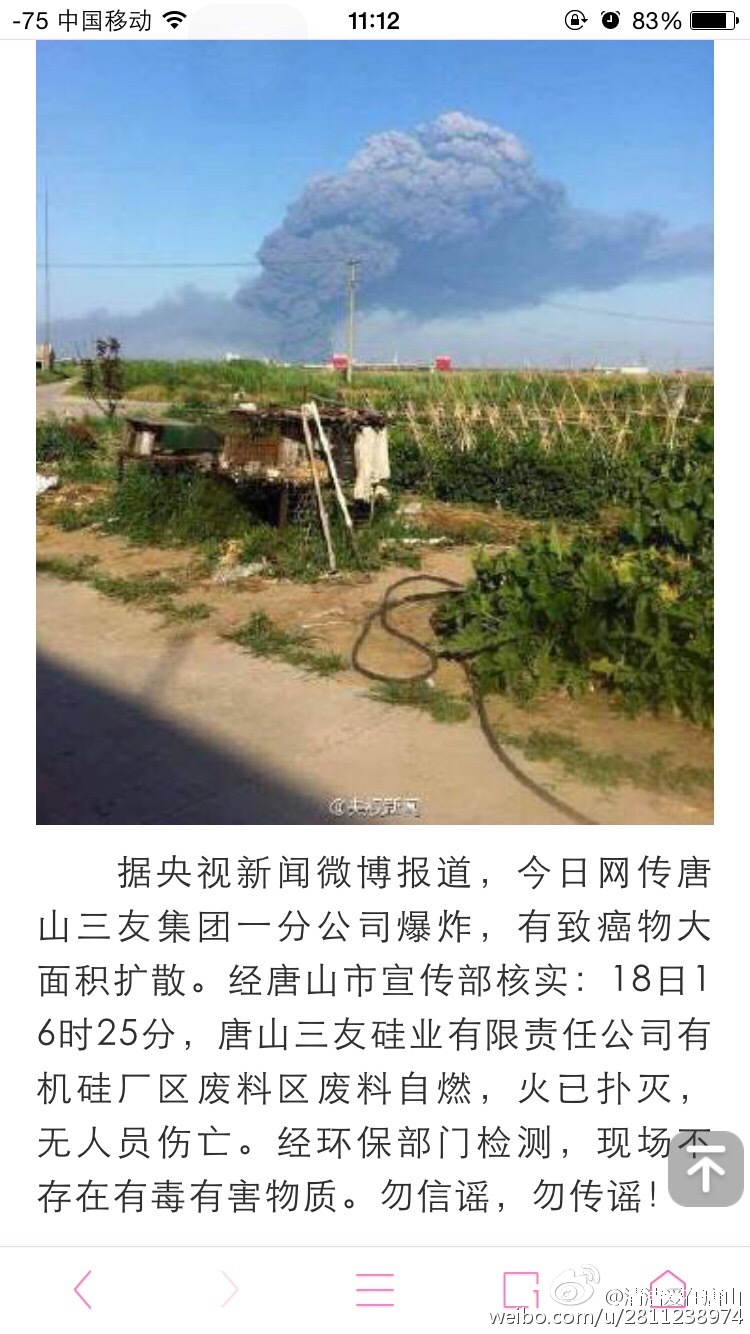 -75 中国移动 11:12 83%
@央视新闻
据央视新闻微博报道，今日网传唐
山三友集团一分公司爆炸，有致癌物大
面积扩散。经唐山市宣传部核实：18日1
6时25分，唐山三友硅业有限责任公司有
机硅厂区废料区废料自燃，火已扑灭，
无人员伤亡。经环保部门检测，现场不
存在有毒有害物质。勿信谣，勿传谣！
weibo.com/u/2811238974